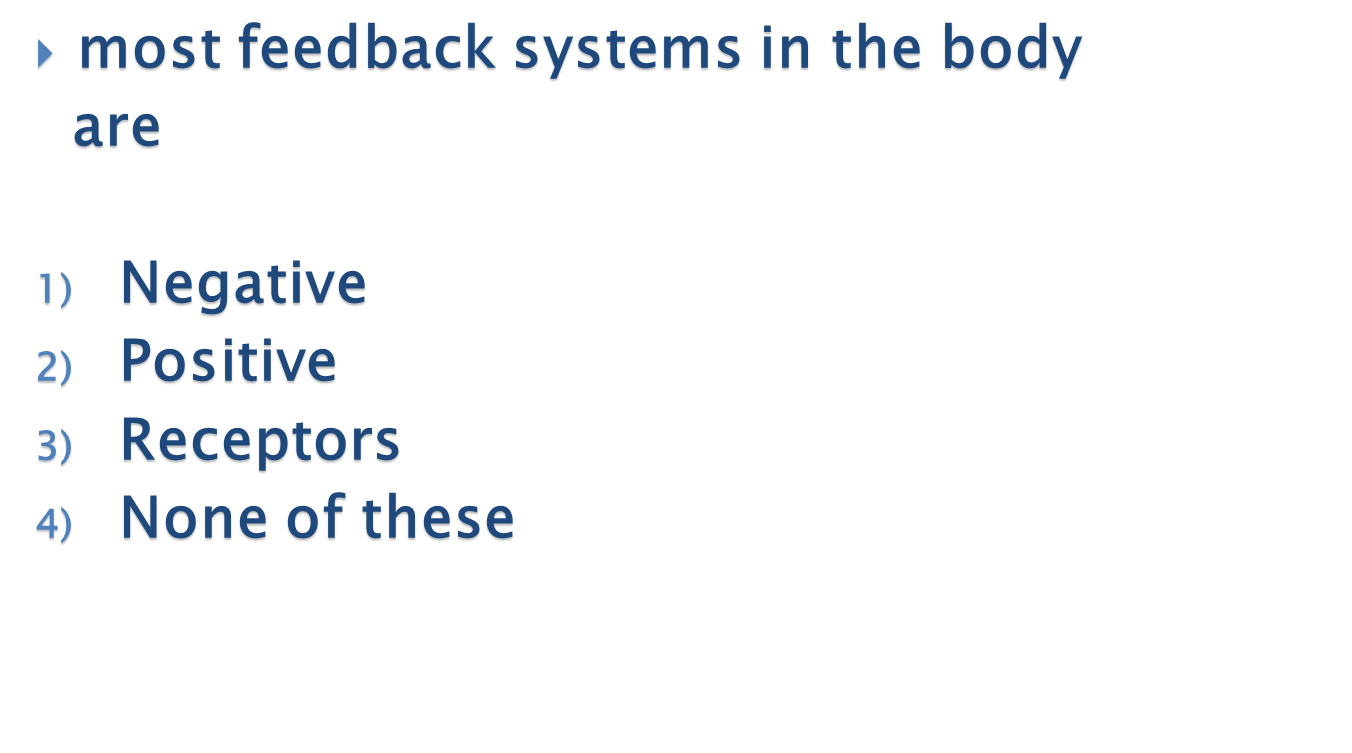 most feedback systems in the body
are
1) Negative
2) Positive
3) Receptors
4) None of these